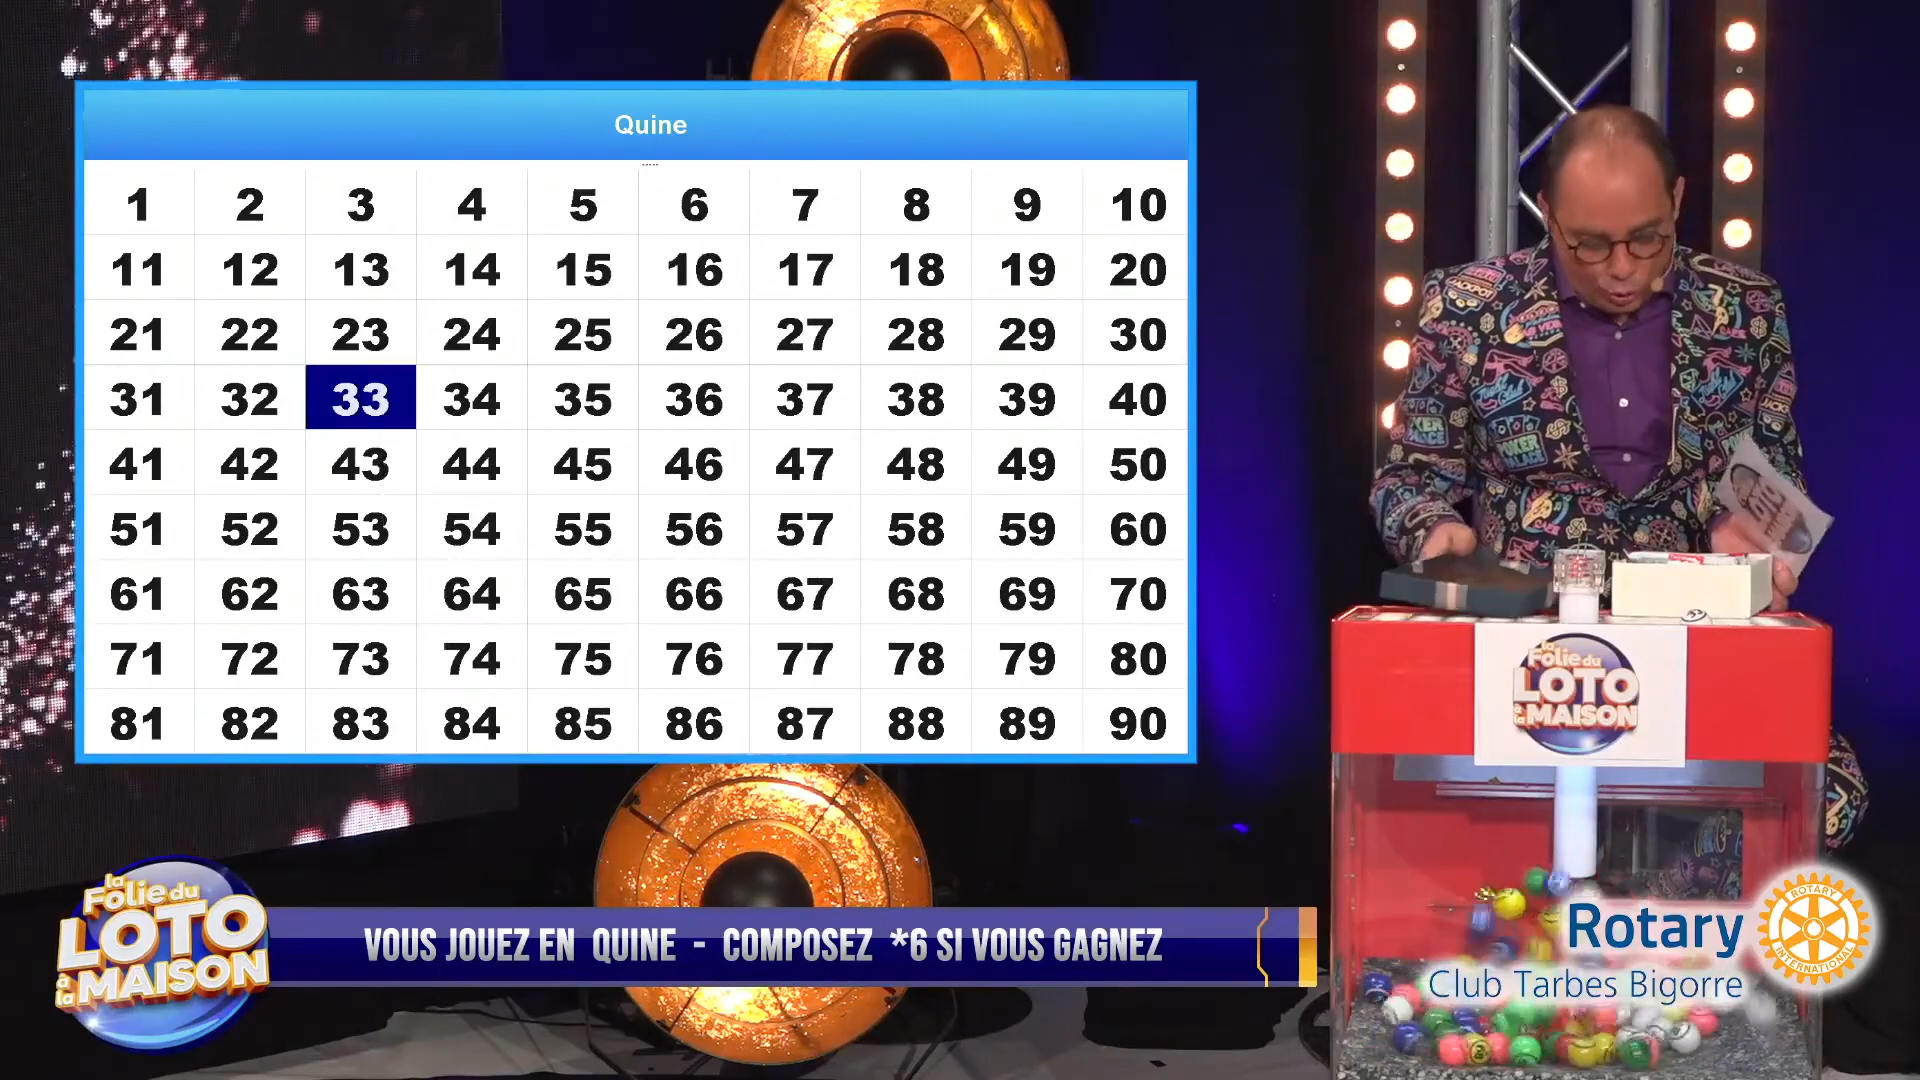 Quine
1 2 3 4 5 6 7 8 9 10
11 12 13 14 15 16 17 18 19 20
21 22 23 24 25 26 27 28 29 30
31 32 33 34 35 36 37 38 39 40
41 42 43 44 45 46 47 48 49 50
51 52 53 54 55 56 57 58 59 60
61 62 63 64 65 66 67 68 69 70
71 72 73 74 75 76 77 78 79 80
81 82 83 84 85 86 87 88 89 90
JACKPOT
POKER
PALACE
la
Folie du
LOTO
à la MAISON
la
Folie du
LOTO
à la MAISON
VOUS JOUEZ EN QUINE - COMPOSEZ *6 SI VOUS GAGNEZ
Rotary
Club Tarbes Bigorre
ROTARY
INTERNATIONAL